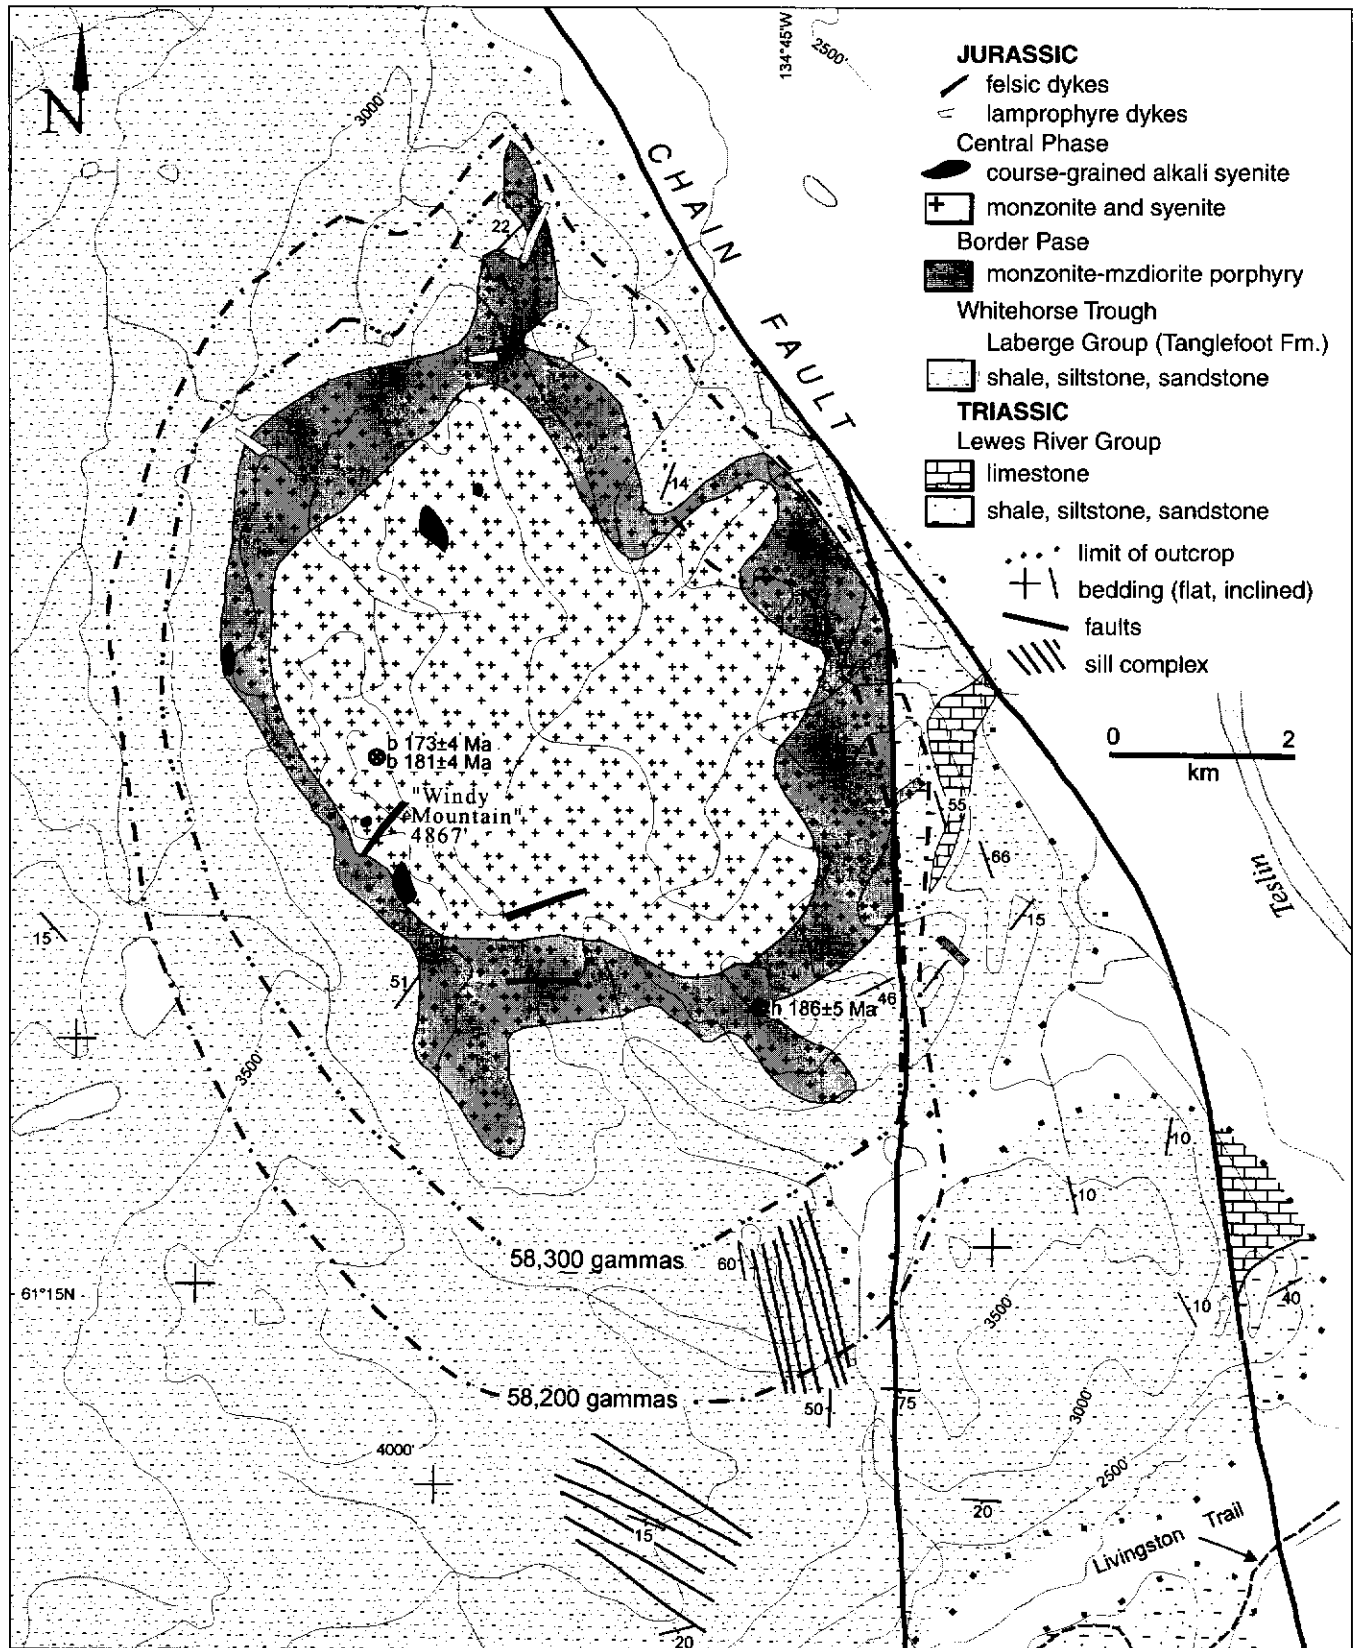 N
134°45'W
2500'
3000'
CHAIN FAULT
JURASSIC
felsic dykes
lamprophyre dykes
Central Phase
course-grained alkali syenite
monzonite and syenite
Border Pase
monzonite-mzdiorite porphyry
Whitehorse Trough
Laberge Group (Tanglefoot Fm.)
shale, siltstone, sandstone
TRIASSIC
Lewes River Group
limestone
shale, siltstone, sandstone
limit of outcrop
bedding (flat, inclined)
faults
sill complex
0 2
km
22
14
b 173±4 Ma
b 181±4 Ma
"Windy
Mountain"
4867'
55
66
Teslin
15
15
51
h 186±5 Ma
46
3500'
10
10
58,300 gammas
60
61°15N
3500'
10
40
58,200 gammas
50
75
3000'
4000'
2500'
20
15
Livingston Trail
20